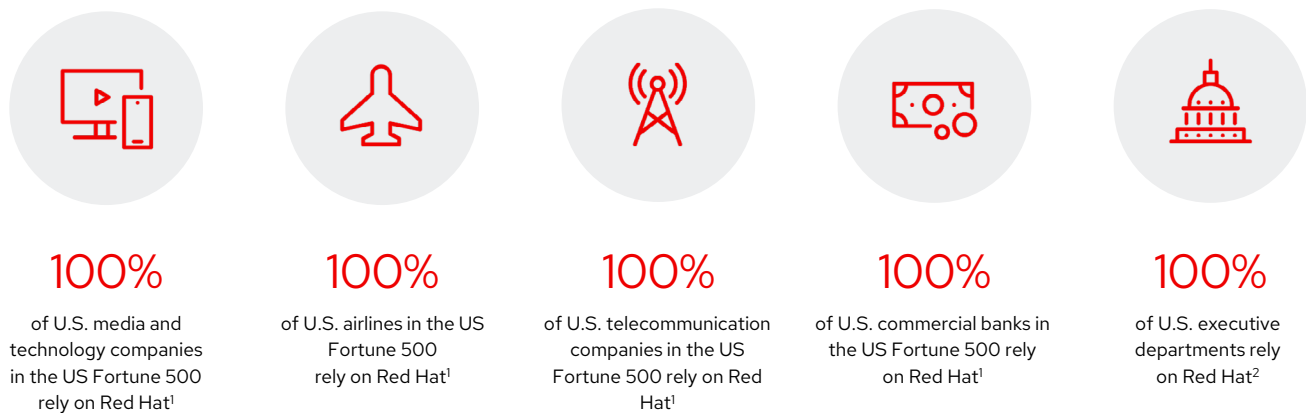 100%
of U.S. media and
technology companies
in the US Fortune 500
rely on Red Hat¹
100%
of U.S. airlines in the US
Fortune 500
rely on Red Hat¹
100%
of U.S. telecommunication
companies in the US
Fortune 500 rely on Red
Hat¹
100%
of U.S. commercial banks in
the US Fortune 500 rely
on Red Hat¹
100%
of U.S. executive
departments rely
on Red Hat²